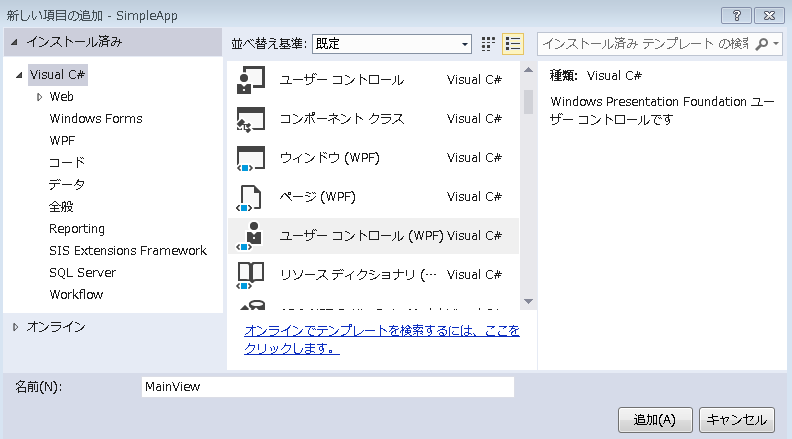 新しい項目の追加 - SimpleApp
インストール済み
並べ替え基準: 既定
インストール済み テンプレート の検索
Visual C#
Web
Windows Forms
WPF
コード
データ
全般
Reporting
SIS Extensions Framework
SQL Server
Workflow
オンライン
ユーザー コントロール Visual C#
コンポーネント クラス Visual C#
ウィンドウ (WPF) Visual C#
ページ (WPF) Visual C#
ユーザー コントロール (WPF) Visual C#
リソース ディクショナリ (… Visual C#
オンラインでテンプレートを検索するには、ここを
クリックします。
種類: Visual C#
Windows Presentation Foundation ユー
ザー コントロールです
名前(N): MainView
追加(A) キャンセル